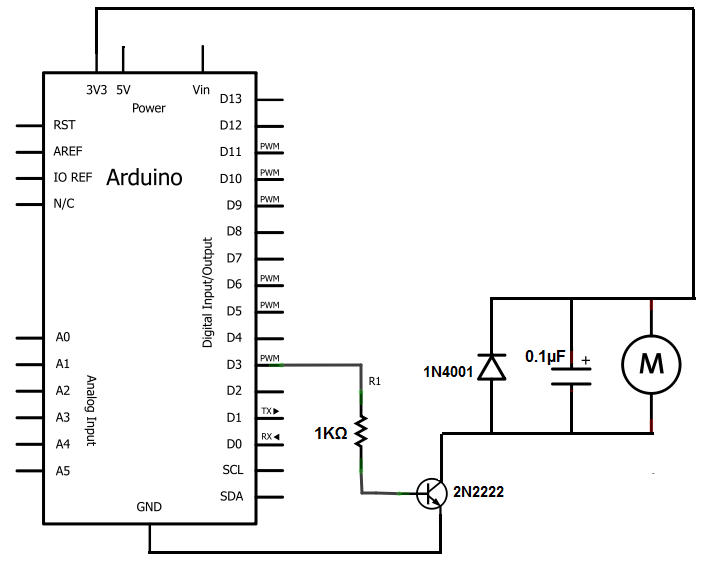 3V3 5V Vin
Power
Arduino
RST
AREF
IO REF
N/C
A0
A1
A2
A3
A4
A5
Analog Input
Digital Input/Output
D13
D12
D11 PWM
D10 PWM
D9 PWM
D8
D7
D6 PWM
D5 PWM
D4
D3 PWM
D2
D1 TX
D0 RX
SCL
SDA
GND
R1
1KΩ
2N2222
1N4001
0.1µF +
M